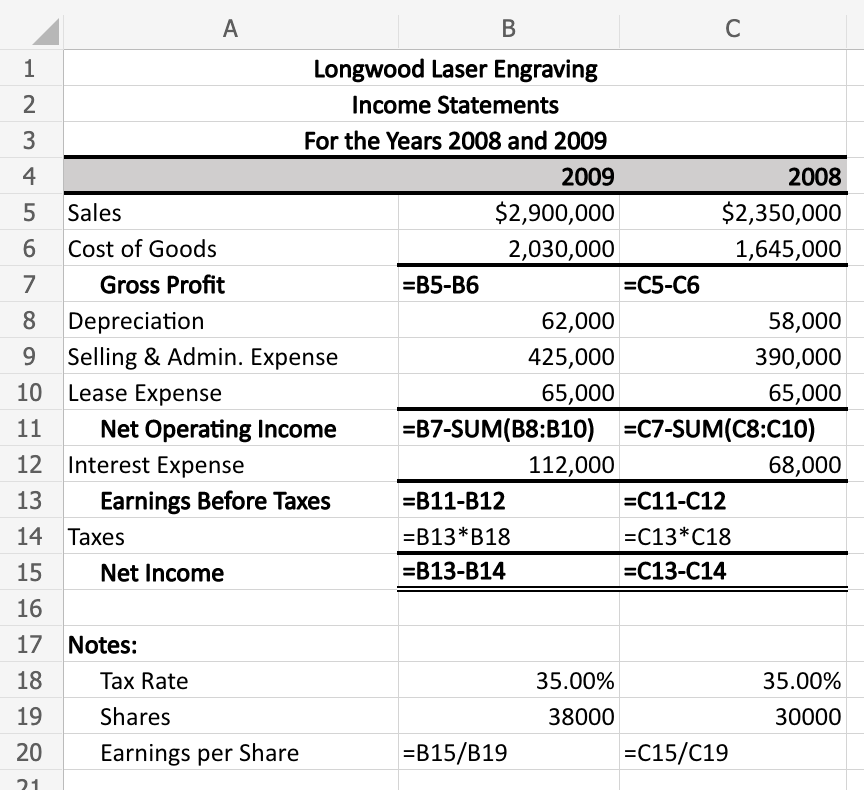 A B C
1 Longwood Laser Engraving
2 Income Statements
3 For the Years 2008 and 2009
4 2009 2008
5 Sales $2,900,000 $2,350,000
6 Cost of Goods 2,030,000 1,645,000
7 Gross Profit =B5-B6 =C5-C6
8 Depreciation 62,000 58,000
9 Selling & Admin. Expense 425,000 390,000
10 Lease Expense 65,000 65,000
11 Net Operating Income =B7-SUM(B8:B10) =C7-SUM(C8:C10)
12 Interest Expense 112,000 68,000
13 Earnings Before Taxes =B11-B12 =C11-C12
14 Taxes =B13*B18 =C13*C18
15 Net Income =B13-B14 =C13-C14
16
17 Notes:
18 Tax Rate 35.00% 35.00%
19 Shares 38000 30000
20 Earnings per Share =B15/B19 =C15/C19
21